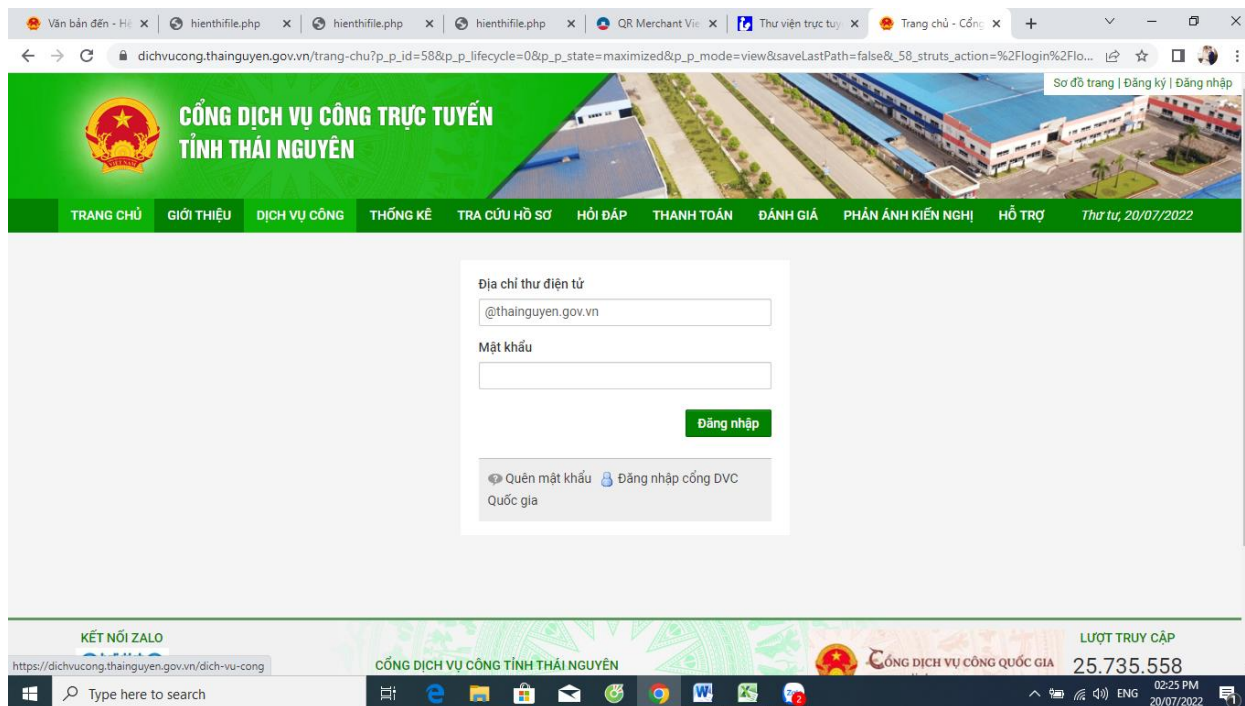 Văn bản đến - Hệ
hienthifile.php
hienthifile.php
hienthifile.php
QR Merchant Vie
Thư viện trực tuy
Trang chủ - Cổng
dichvucong.thainguyen.gov.vn/trang-chu?p_p_id=58&p_p_lifecycle=0&p_p_state=maximized&p_p_mode=view&saveLastPath=false&_58_struts_action=%2Flogin%2Flo...
Sơ đồ trang | Đăng ký | Đăng nhập
CỔNG DỊCH VỤ CÔNG TRỰC TUYẾN
TỈNH THÁI NGUYÊN
VIỆT NAM
TRANG CHỦ GIỚI THIỆU DỊCH VỤ CÔNG THỐNG KÊ TRA CỨU HỒ SƠ HỎI ĐÁP THANH TOÁN ĐÁNH GIÁ PHẢN ÁNH KIẾN NGHỊ HỖ TRỢ Thứ tư, 20/07/2022
Địa chỉ thư điện tử
@thainguyen.gov.vn
Mật khẩu
Đăng nhập
Quên mật khẩu Đăng nhập cổng DVC
Quốc gia
KẾT NỐI ZALO
LƯỢT TRUY CẬP
CỔNG DỊCH VỤ CÔNG TỈNH THÁI NGUYÊN
CỔNG DỊCH VỤ CÔNG QUỐC GIA
25.735.558
https://dichvucong.thainguyen.gov.vn/dich-vu-cong
Type here to search
ENG
02:25 PM
20/07/2022